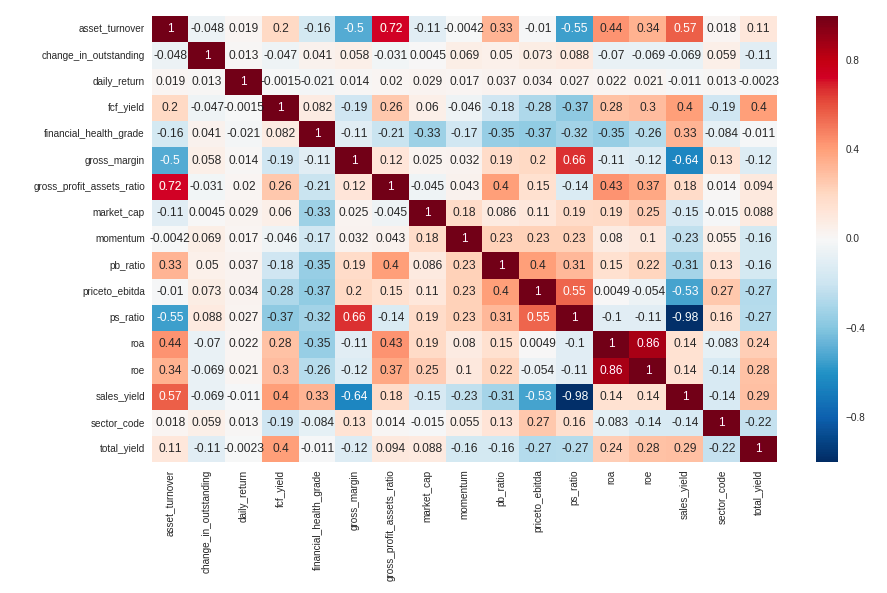 asset_turnover 1 -0.048 0.019 0.2 -0.16 -0.5 0.72 -0.11 -0.0042 0.33 -0.01 -0.55 0.44 0.34 0.57 0.018 0.11
change_in_outstanding -0.048 1 0.013 -0.047 0.041 0.058 -0.031 0.0045 0.069 0.05 0.073 0.088 -0.07 -0.069 -0.069 0.059 -0.11
daily_return 0.019 0.013 1 -0.0015 -0.021 0.014 0.02 0.029 0.017 0.037 0.034 0.027 0.022 0.021 -0.011 0.013 -0.0023
fcf_yield 0.2 -0.047 -0.0015 1 0.082 -0.19 0.26 0.06 -0.046 -0.18 -0.28 -0.37 0.28 0.3 0.4 -0.19 0.4
financial_health_grade -0.16 0.041 -0.021 0.082 1 -0.11 -0.21 -0.33 -0.17 -0.35 -0.37 -0.32 -0.35 -0.26 0.33 -0.084 -0.011
gross_margin -0.5 0.058 0.014 -0.19 -0.11 1 0.12 0.025 0.032 0.19 0.2 0.66 -0.11 -0.12 -0.64 0.13 -0.12
gross_profit_assets_ratio 0.72 -0.031 0.02 0.26 -0.21 0.12 1 -0.045 0.043 0.4 0.15 -0.14 0.43 0.37 0.18 0.014 0.094
market_cap -0.11 0.0045 0.029 0.06 -0.33 0.025 -0.045 1 0.18 0.086 0.11 0.19 0.19 0.25 -0.15 -0.015 0.088
momentum -0.0042 0.069 0.017 -0.046 -0.17 0.032 0.043 0.18 1 0.23 0.23 0.23 0.08 0.1 -0.23 0.055 -0.16
pb_ratio 0.33 0.05 0.037 -0.18 -0.35 0.19 0.4 0.086 0.23 1 0.4 0.31 0.15 0.22 -0.31 0.13 -0.16
priceto_ebitda -0.01 0.073 0.034 -0.28 -0.37 0.2 0.15 0.11 0.23 0.4 1 0.55 0.0049 -0.054 -0.53 0.27 -0.27
ps_ratio -0.55 0.088 0.027 -0.37 -0.32 0.66 -0.14 0.19 0.23 0.31 0.55 1 -0.1 -0.11 -0.98 0.16 -0.27
roa 0.44 -0.07 0.022 0.28 -0.35 -0.11 0.43 0.19 0.08 0.15 0.0049 -0.1 1 0.86 0.14 -0.083 0.24
roe 0.34 -0.069 0.021 0.3 -0.26 -0.12 0.37 0.25 0.1 0.22 -0.054 -0.11 0.86 1 0.14 -0.14 0.28
sales_yield 0.57 -0.069 -0.011 0.4 0.33 -0.64 0.18 -0.15 -0.23 -0.31 -0.53 -0.98 0.14 0.14 1 -0.14 0.29
sector_code 0.018 0.059 0.013 -0.19 -0.084 0.13 0.014 -0.015 0.055 0.13 0.27 0.16 -0.083 -0.14 -0.14 1 -0.22
total_yield 0.11 -0.11 -0.0023 0.4 -0.011 -0.12 0.094 0.088 -0.16 -0.16 -0.27 -0.27 0.24 0.28 0.29 -0.22 1
asset_turnover
change_in_outstanding
daily_return
fcf_yield
financial_health_grade
gross_margin
gross_profit_assets_ratio
market_cap
momentum
pb_ratio
priceto_ebitda
ps_ratio
roa
roe
sales_yield
sector_code
total_yield
0.8
0.4
0.0
-0.4
-0.8